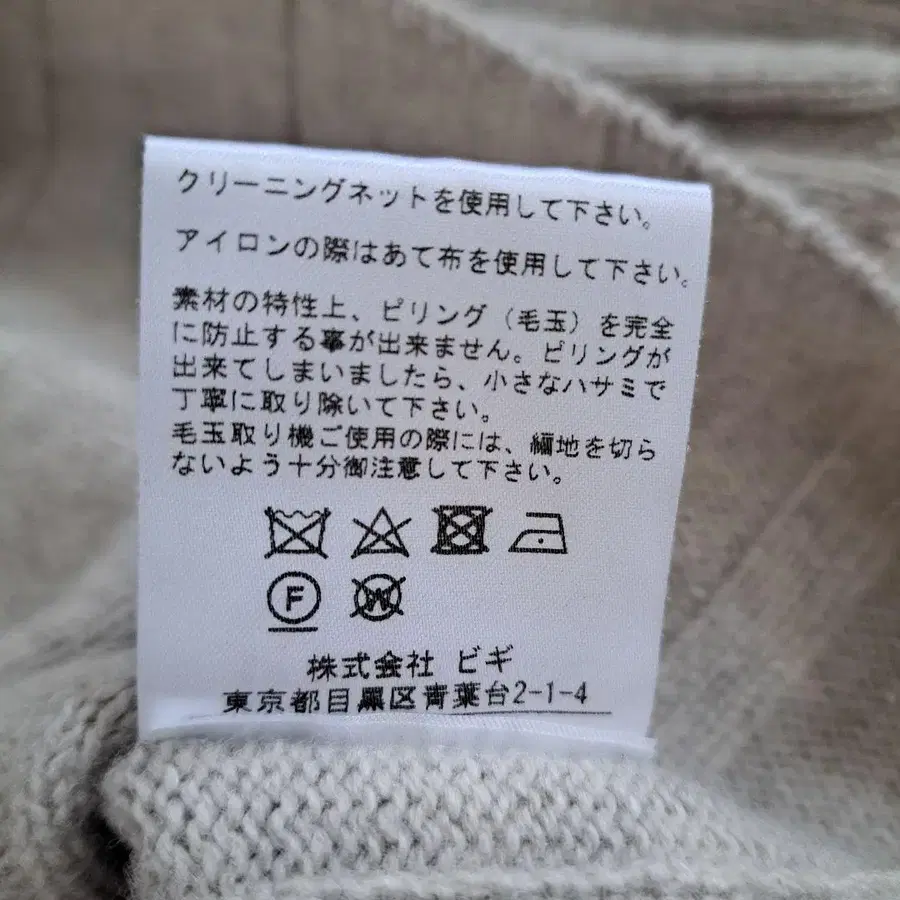 クリーニングネットを使用して下さい。
アイロンの際はあて布を使用して下さい。
素材の特性上、ピリング（毛玉）を完全
に防止する事が出来ません。ピリングが
出来てしまいましたら、小さなハサミで
丁寧に取り除いて下さい。
毛玉取り機ご使用の際には、編地を切ら
ないよう十分御注意して下さい。
F
W
株式会社 ビギ
東京都目黒区青葉台2-1-4